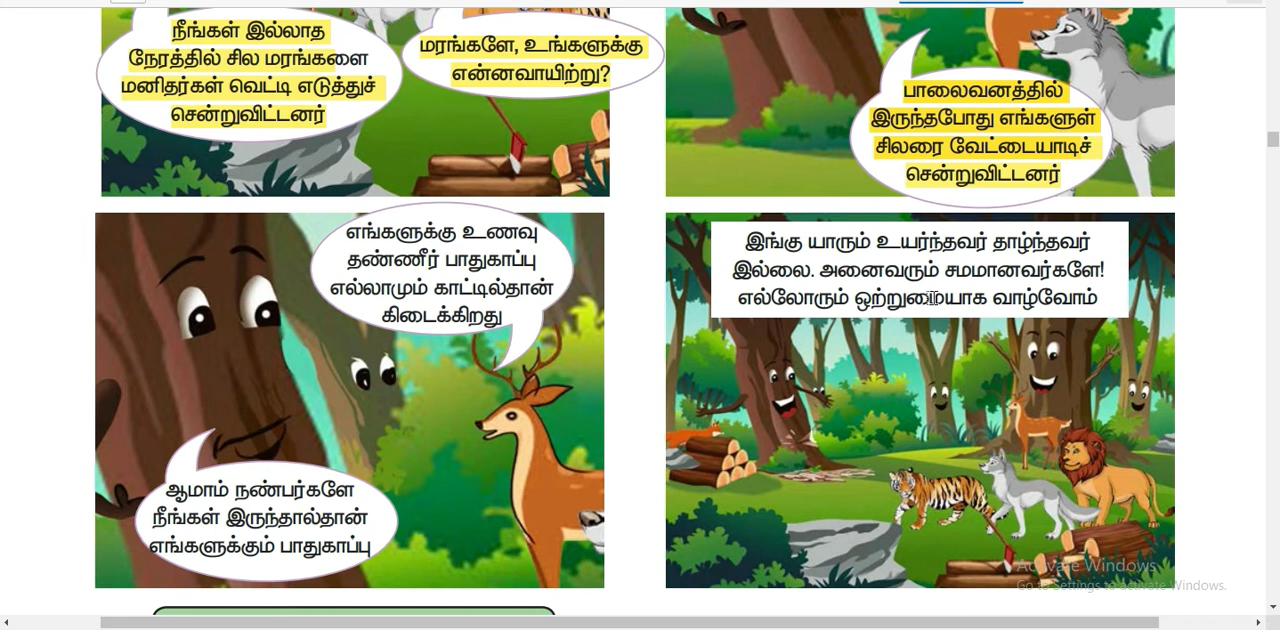 நீங்கள் இல்லாத
நேரத்தில் சில மரங்களை
மனிதர்கள் வெட்டி எடுத்துச்
சென்றுவிட்டனர்
மரங்களே, உங்களுக்கு
என்னவாயிற்று?
பாலைவனத்தில்
இருந்தபோது எங்களுள்
சிலரை வேட்டையாடிச்
சென்றுவிட்டனர்
எங்களுக்கு உணவு
தண்ணீர் பாதுகாப்பு
எல்லாமும் காட்டில்தான்
கிடைக்கிறது
ஆமாம் நண்பர்களே
நீங்கள் இருந்தால்தான்
எங்களுக்கும் பாதுகாப்பு
இங்கு யாரும் உயர்ந்தவர் தாழ்ந்தவர்
இல்லை. அனைவரும் சமமானவர்களே!
எல்லோரும் ஒற்றுமையாக வாழ்வோம்
Activate Windows
Go to Settings to activate Windows.